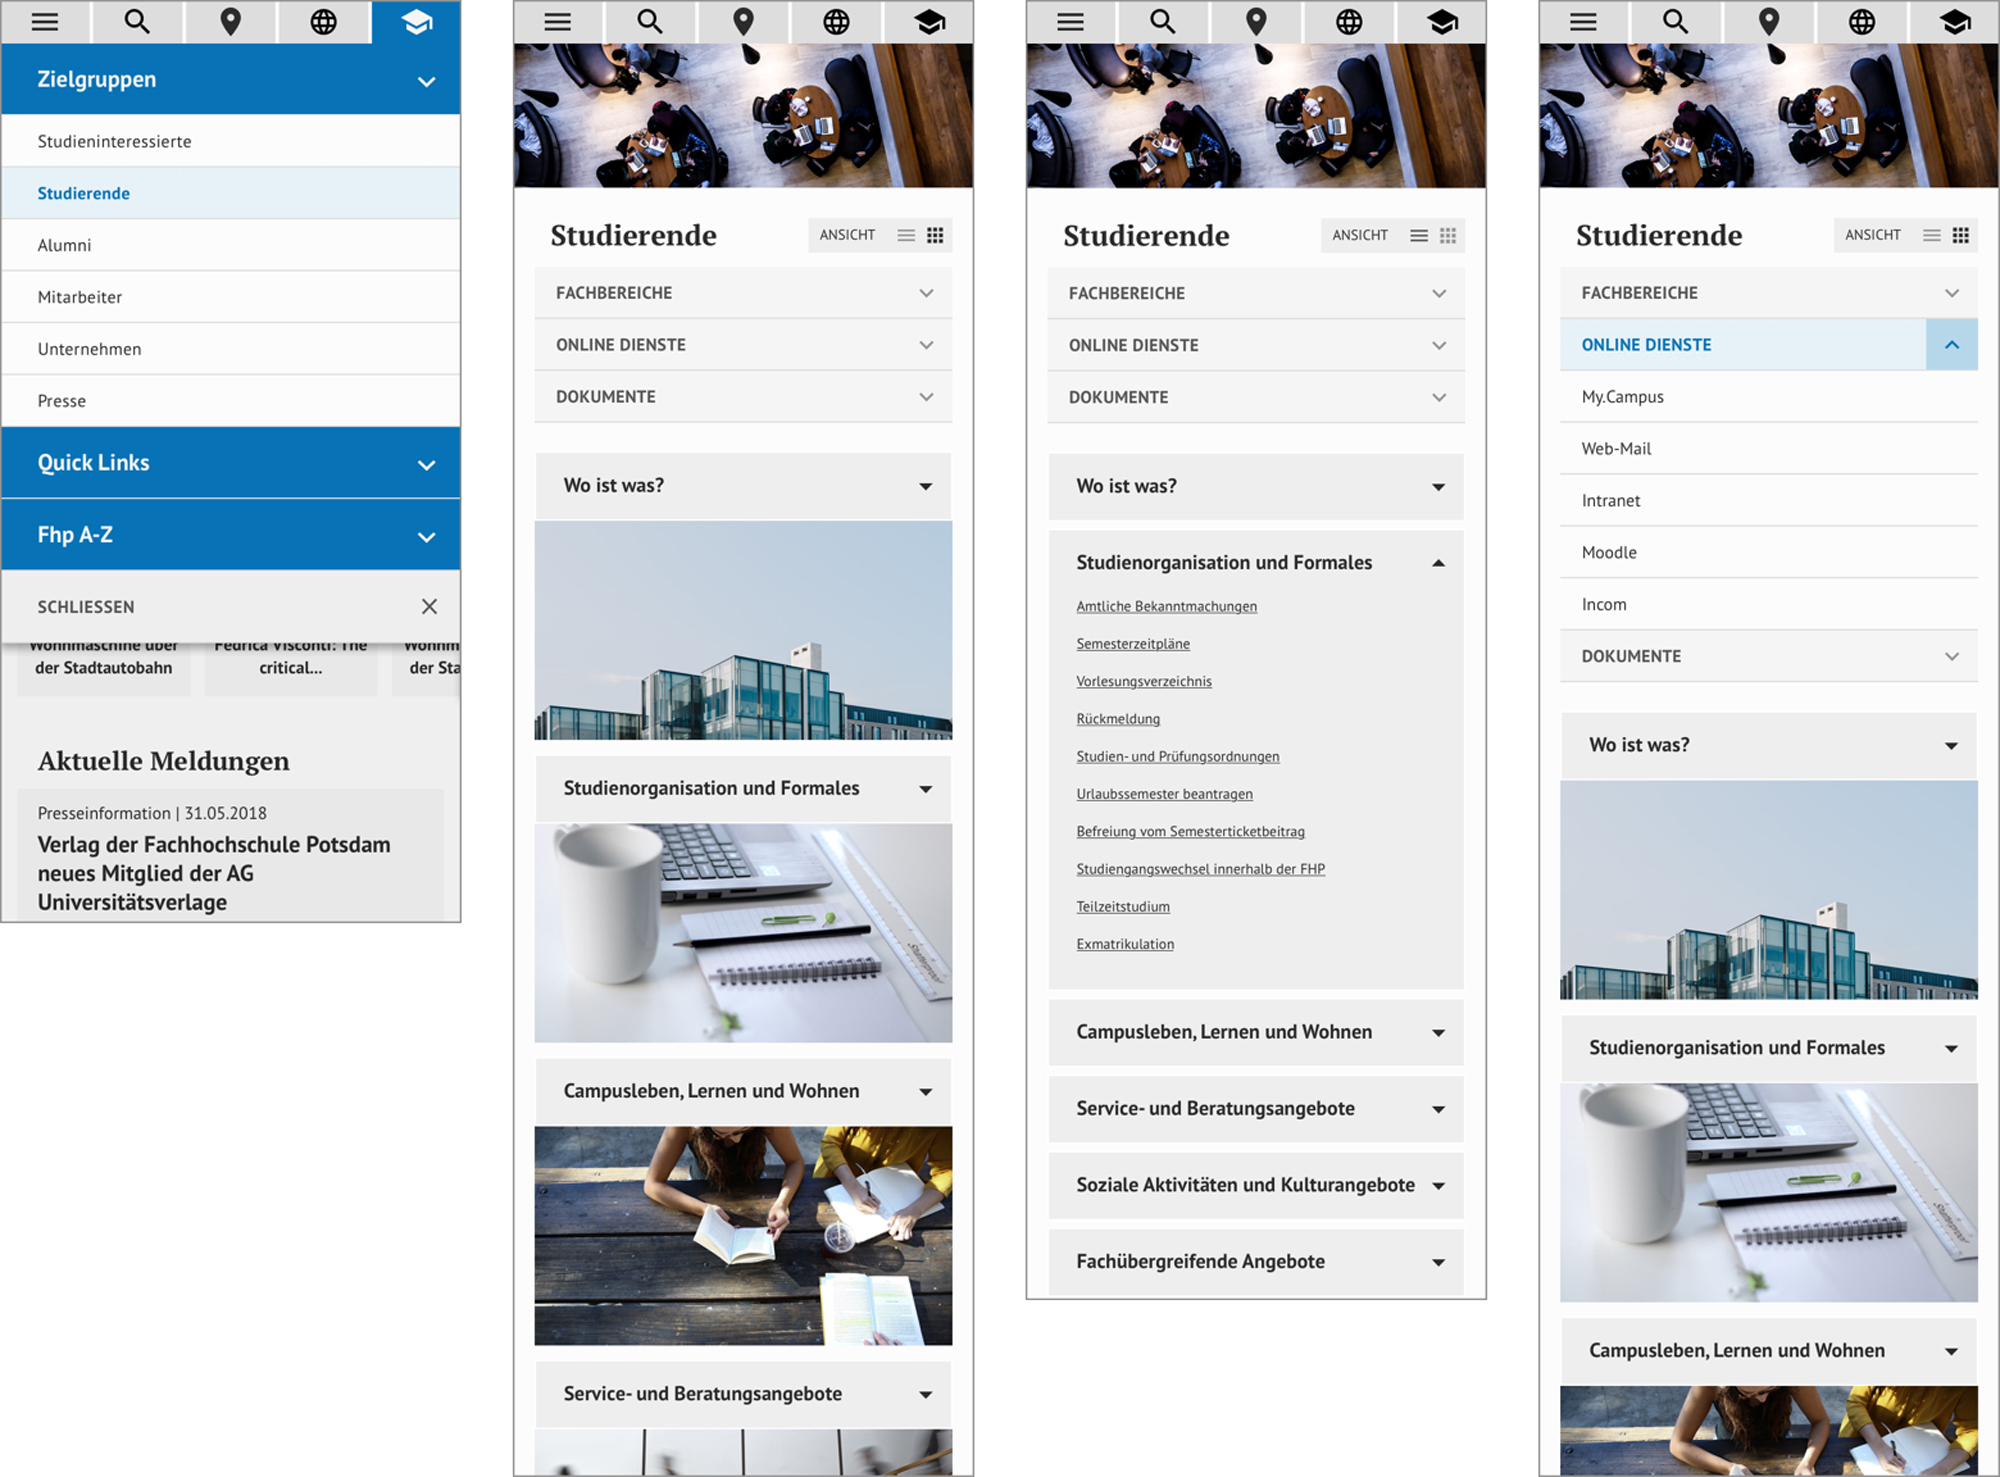 Zielgruppen
Studieninteressierte
Studierende
Alumni
Mitarbeiter
Unternehmen
Presse
Quick Links
Fhp A-Z
SCHLIESSEN
Wohnmaschine über
der Stadtautobahn
Fedrica Visconti: The
critical...
Wohnm
der Sta
Aktuelle Meldungen
Presseinformation | 31.05.2018
Verlag der Fachhochschule Potsdam
neues Mitglied der AG
Universitätsverlage
Studierende
ANSICHT
FACHBEREICHE
ONLINE DIENSTE
DOKUMENTE
Wo ist was?
Studienorganisation und Formales
Campusleben, Lernen und Wohnen
Service- und Beratungsangebote
Studierende
ANSICHT
FACHBEREICHE
ONLINE DIENSTE
DOKUMENTE
Wo ist was?
Studienorganisation und Formales
Amtliche Bekanntmachungen
Semesterzeitpläne
Vorlesungsverzeichnis
Rückmeldung
Studien- und Prüfungsordnungen
Urlaubssemester beantragen
Befreiung vom Semesterticketbeitrag
Studiengangswechsel innerhalb der FHP
Teilzeitstudium
Exmatrikulation
Campusleben, Lernen und Wohnen
Service- und Beratungsangebote
Soziale Aktivitäten und Kulturangebote
Fachübergreifende Angebote
Studierende
ANSICHT
FACHBEREICHE
ONLINE DIENSTE
My.Campus
Web-Mail
Intranet
Moodle
Incom
DOKUMENTE
Wo ist was?
Studienorganisation und Formales
Campusleben, Lernen und Wohnen